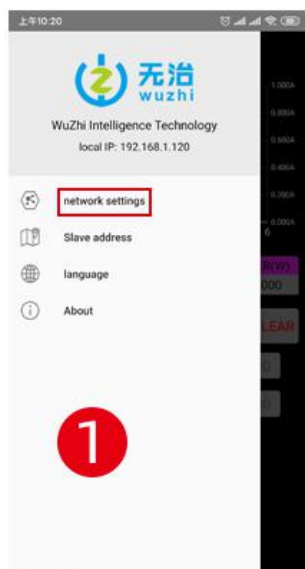 上午10:20
无治
wuzhi
WuZhi Intelligence Technology
local IP: 192.168.1.120
network settings
Slave address
language
About
1
1.000A
0.800A
0.600A
0.400A
0.200A
0.000A
6
R(W)
000
LEAR